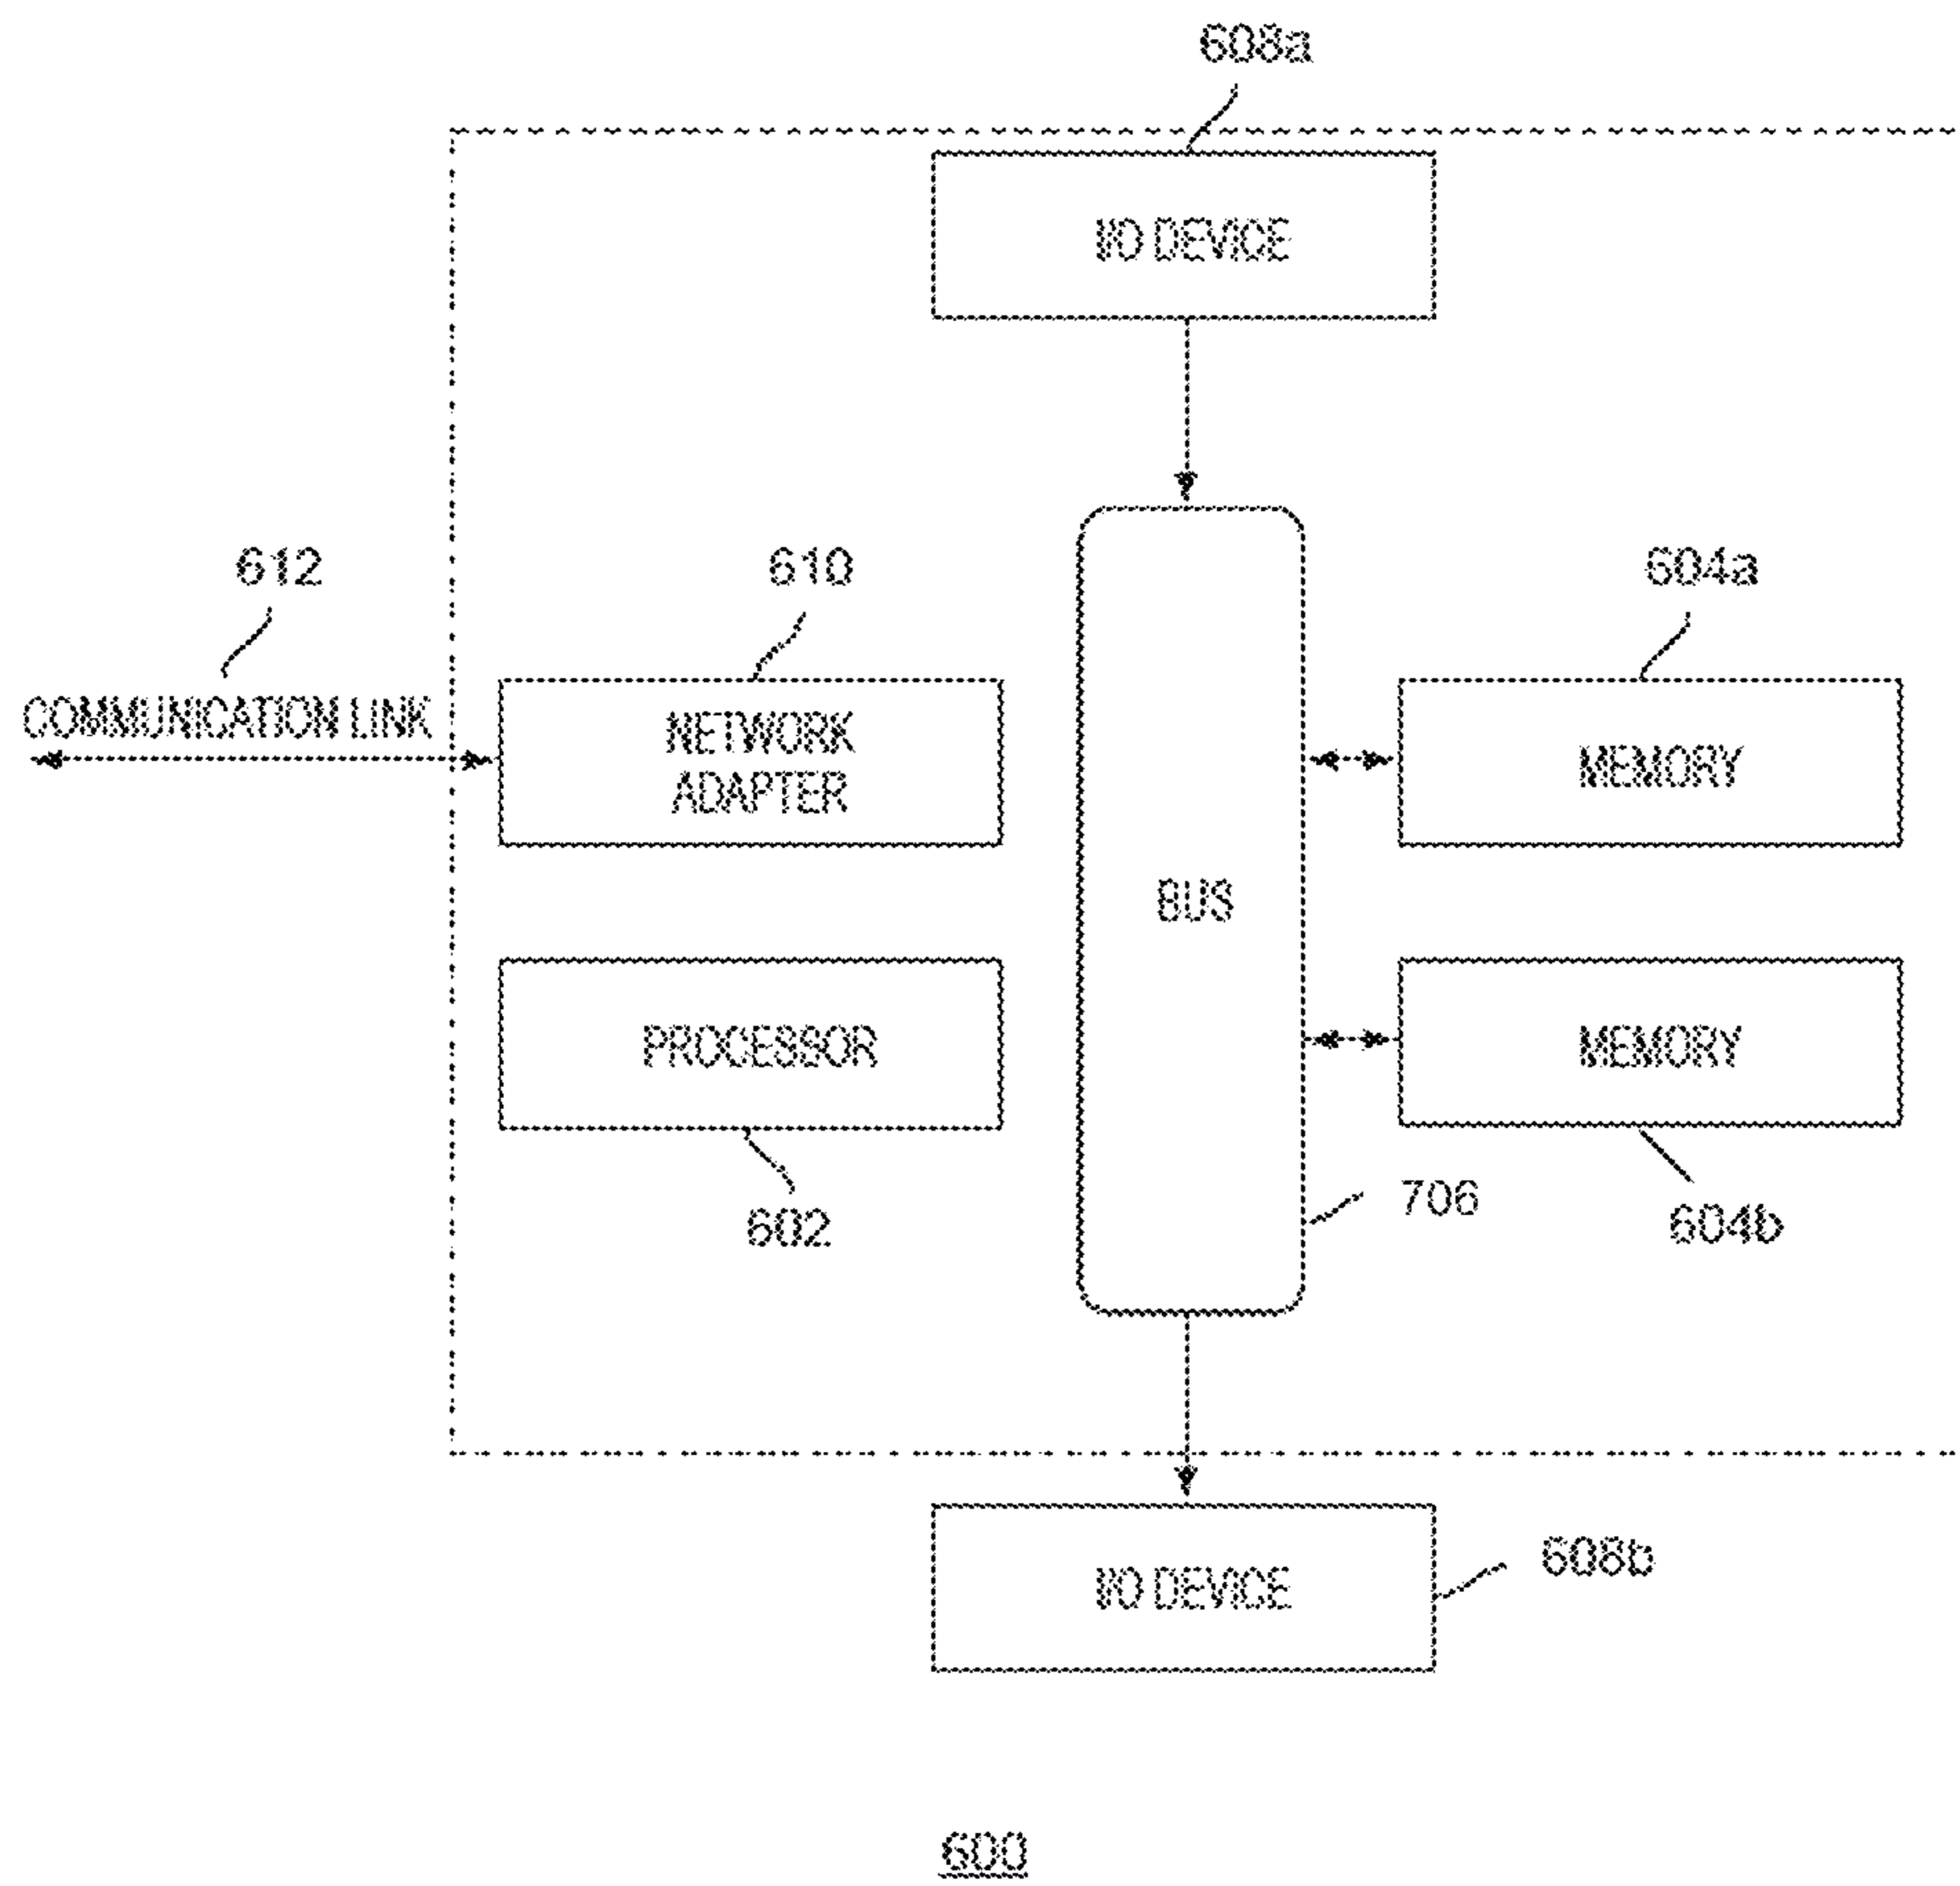 608a
I/O DEVICE
612
610
604a
COMMUNICATION LINK
NETWORK
ADAPTER
MEMORY
BUS
PROCESSOR
MEMORY
706
602
604b
I/O DEVICE
608b
600